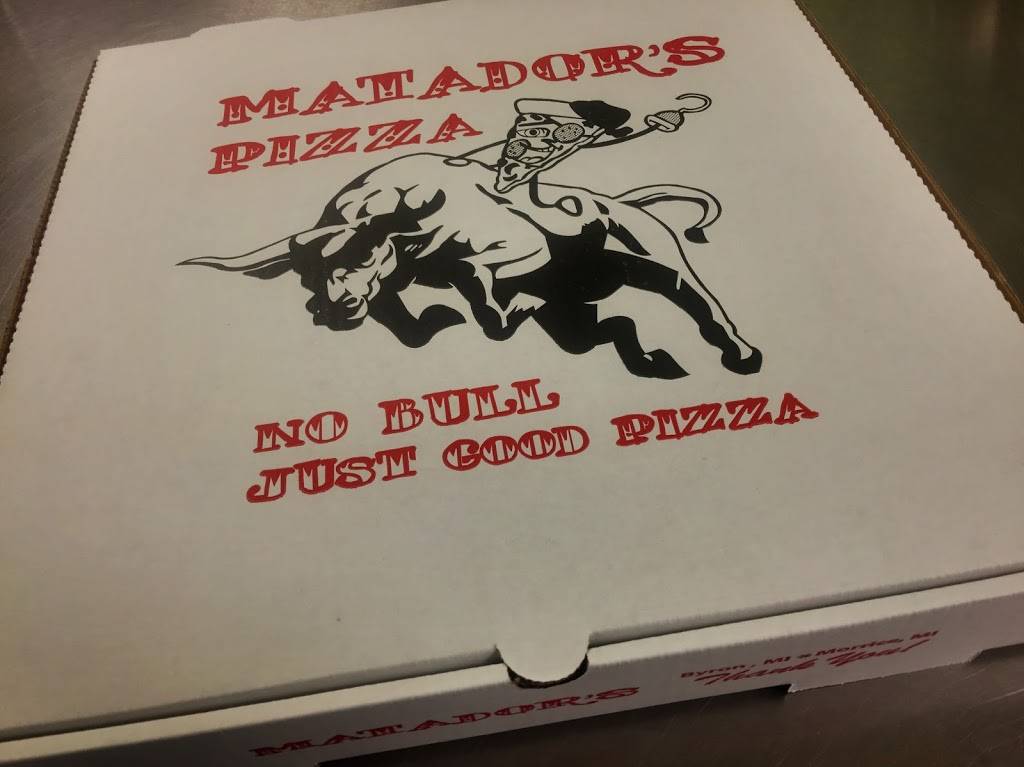 MATADOR'S
PIZZA
NO BULL
JUST GOOD PIZZA
MATADOR'S
Byron, MI • Morrice, MI
Thank You!